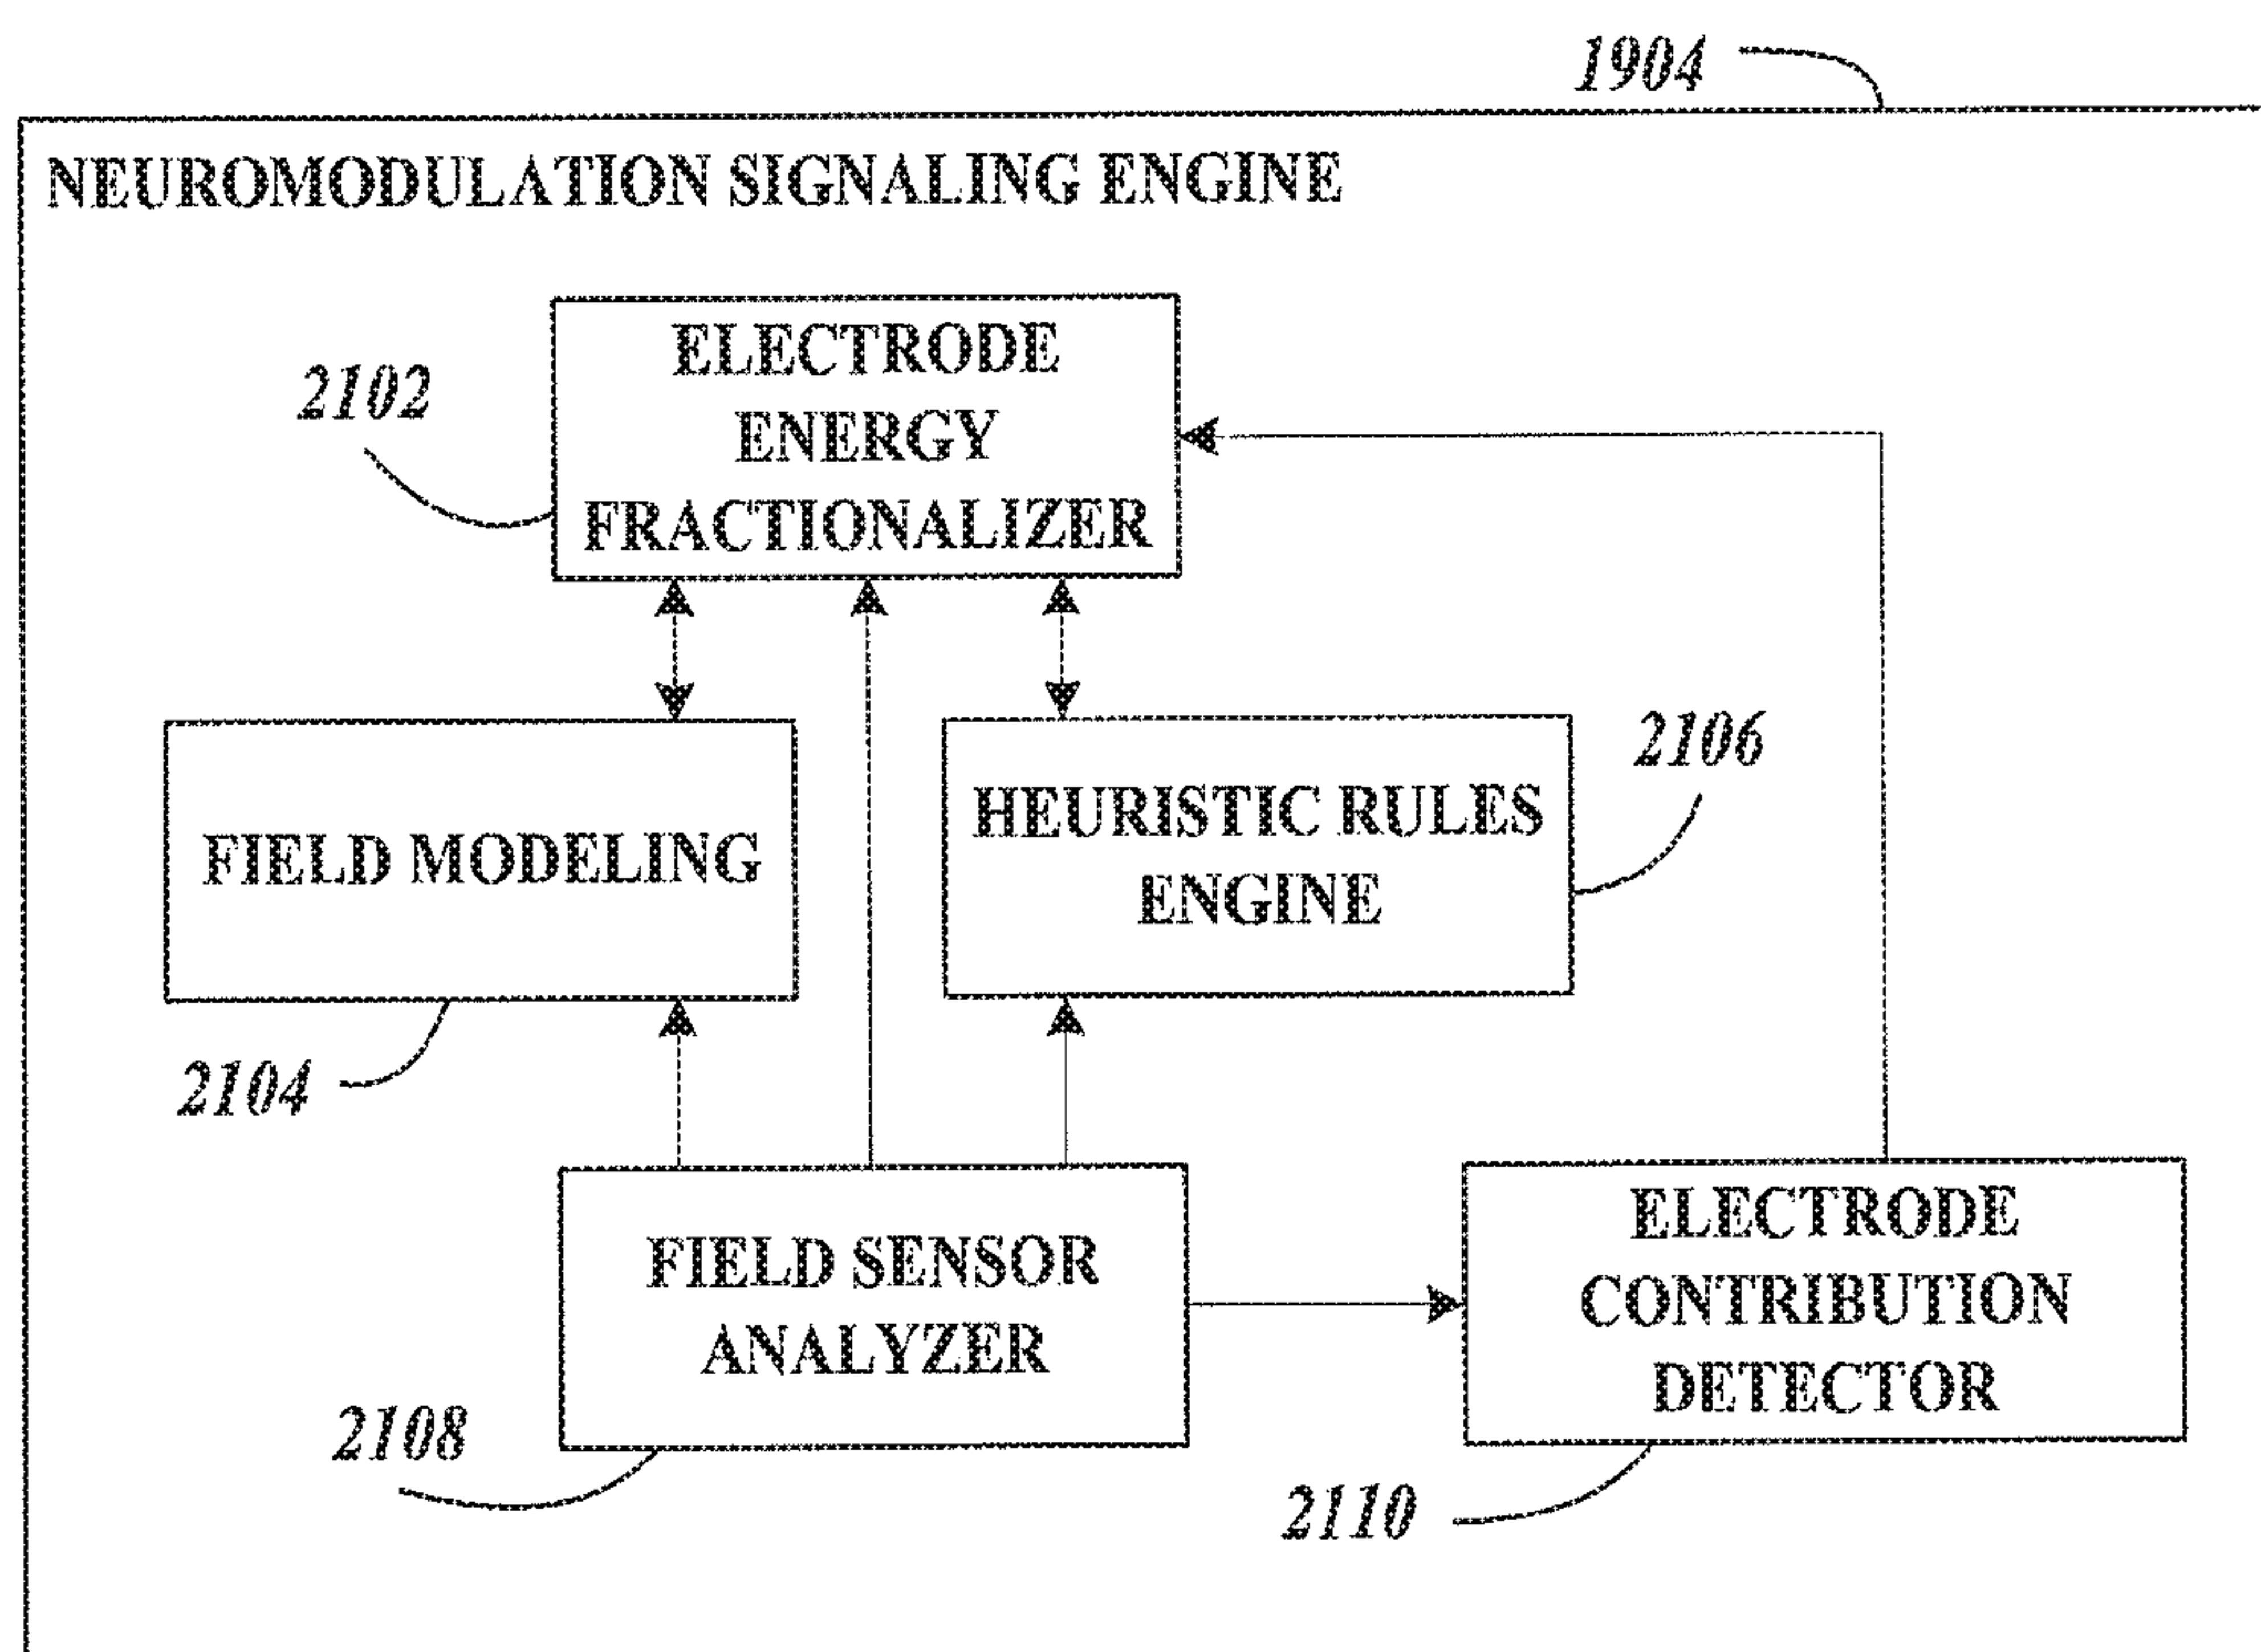 1904
NEUROMODULATION SIGNALING ENGINE
2102
ELECTRODE
ENERGY
FRACTIONALIZER
FIELD MODELING
2104
HEURISTIC RULES
ENGINE
2106
FIELD SENSOR
ANALYZER
2108
ELECTRODE
CONTRIBUTION
DETECTOR
2110